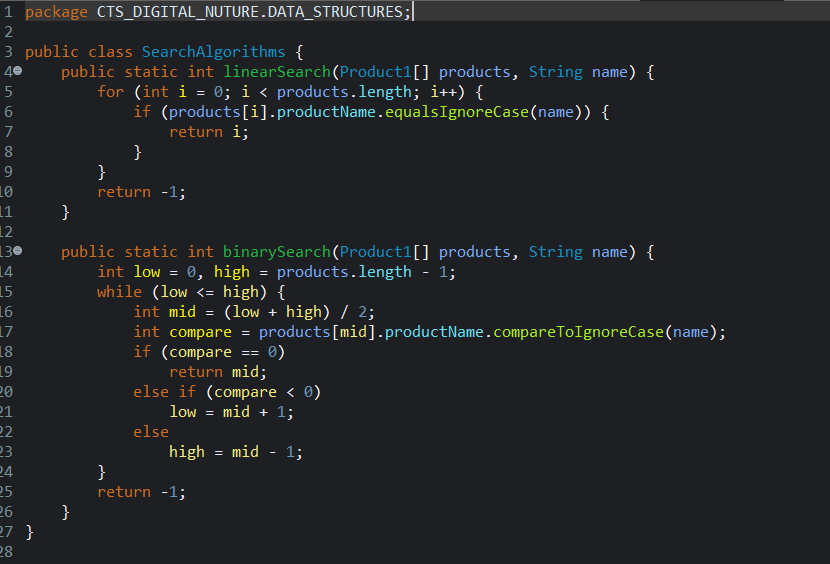 1 package CTS_DIGITAL_NUTURE.DATA_STRUCTURES;
2
3 public class SearchAlgorithms {
4     public static int linearSearch(Product1[] products, String name) {
5         for (int i = 0; i < products.length; i++) {
6             if (products[i].productName.equalsIgnoreCase(name)) {
7                 return i;
8             }
9         }
10         return -1;
11     }
12
13     public static int binarySearch(Product1[] products, String name) {
14         int low = 0, high = products.length - 1;
15         while (low <= high) {
16             int mid = (low + high) / 2;
17             int compare = products[mid].productName.compareToIgnoreCase(name);
18             if (compare == 0)
19                 return mid;
20             else if (compare < 0)
21                 low = mid + 1;
22             else
23                 high = mid - 1;
24         }
25         return -1;
26     }
27 }
28